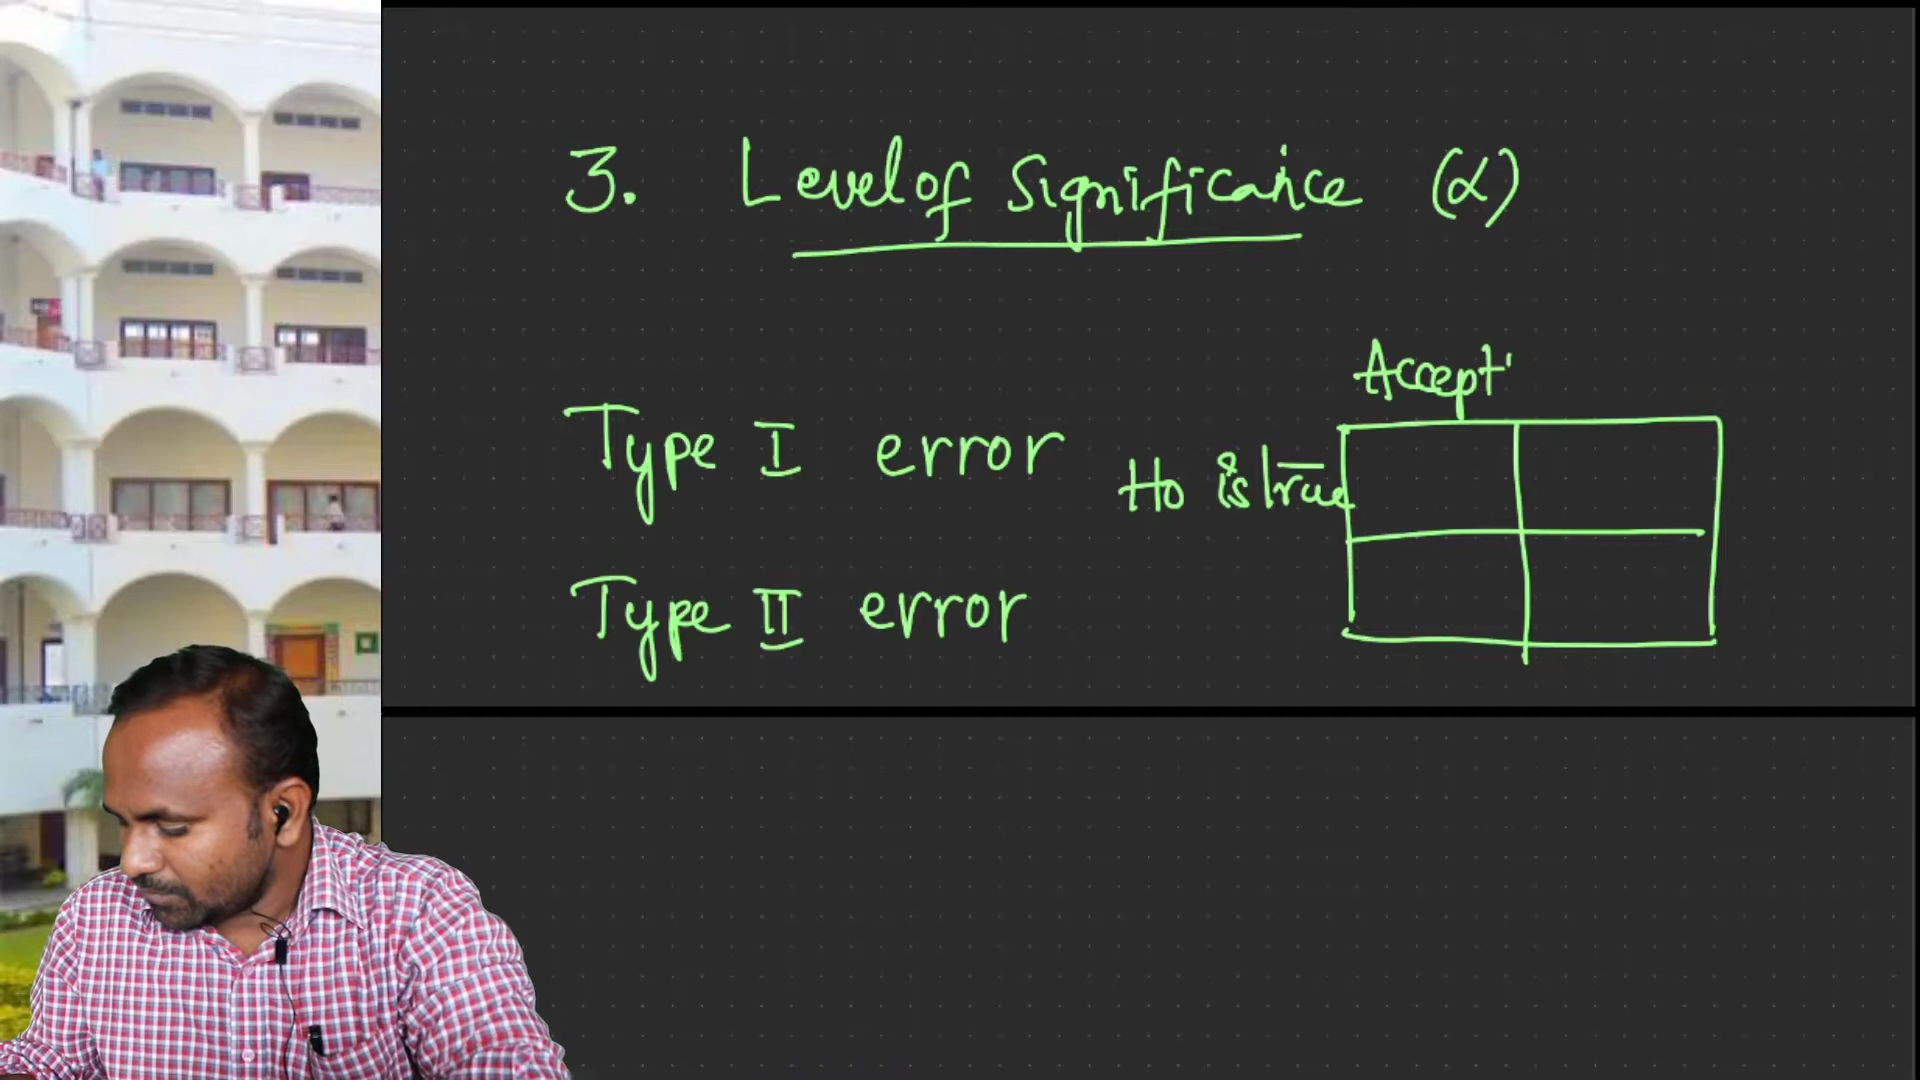 3. Level of Significance (α)
Accept
Type I error
Ho is True
Type II error